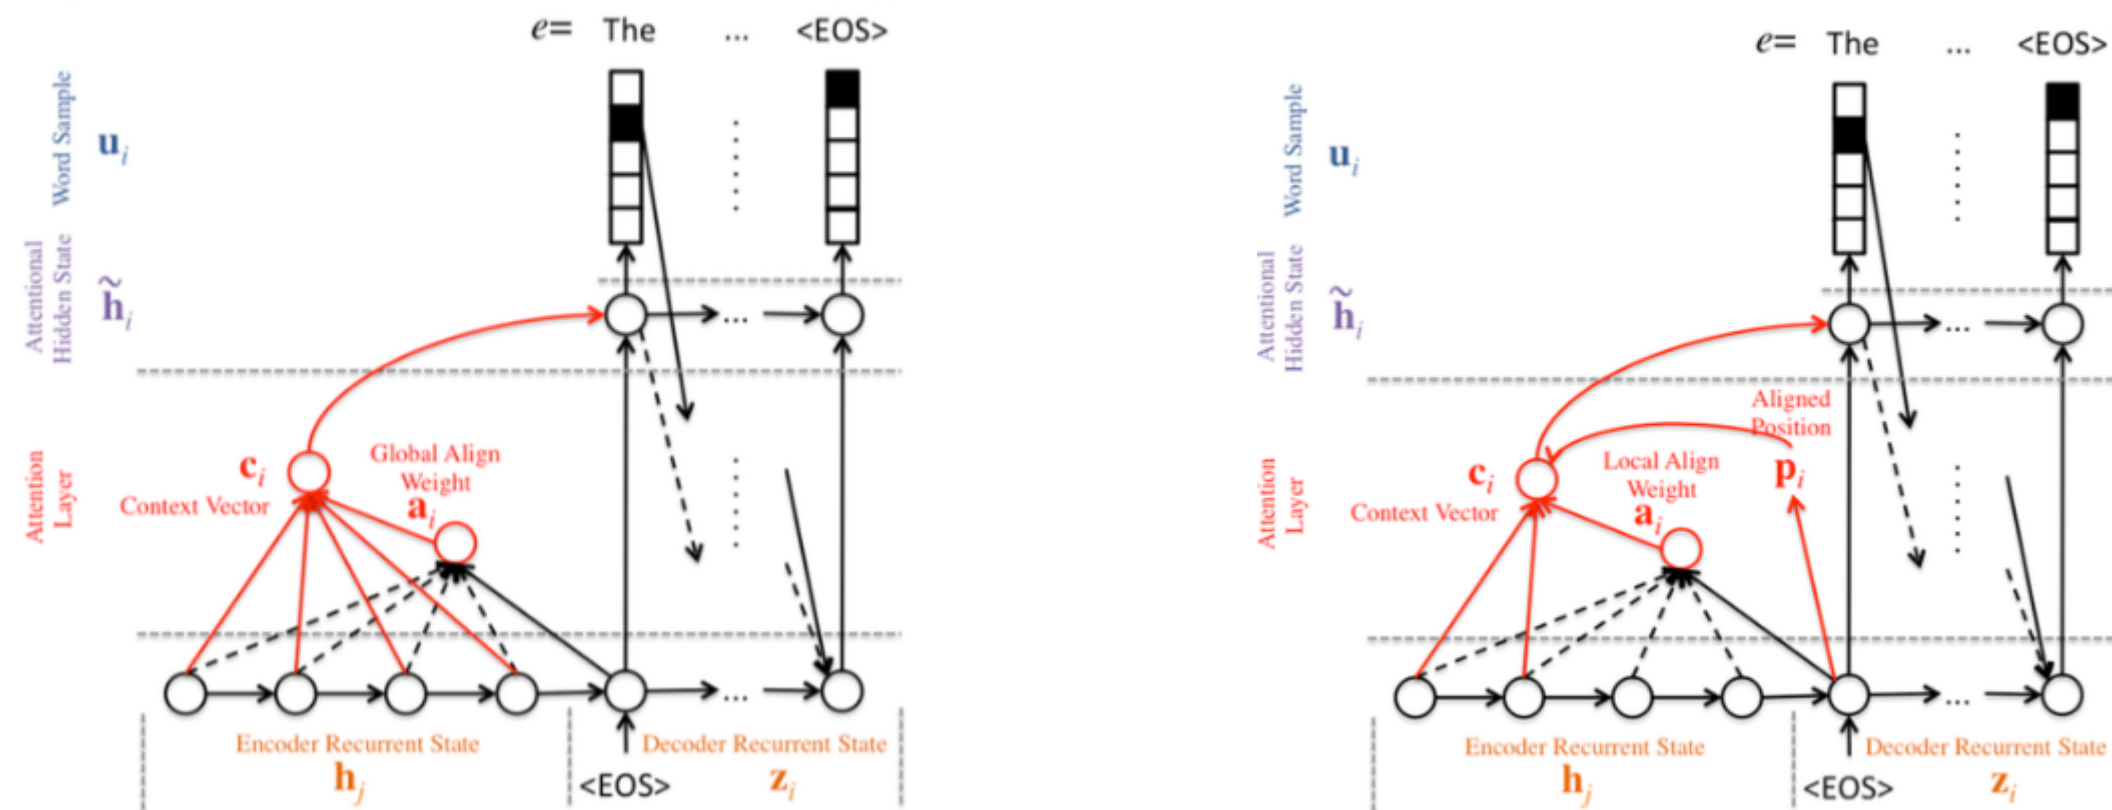 e= The ... <EOS>
Word Sample
u_i
Attentional
Hidden State
h̃_i
...
Attention
Layer
c_i
Context Vector
Global Align
Weight
a_i
...
Encoder Recurrent State
h_j
<EOS>
Decoder Recurrent State
z_i
e= The ... <EOS>
Word Sample
u_i
Attentional
Hidden State
h̃_i
...
Attention
Layer
c_i
Context Vector
Local Align
Weight
a_i
Aligned
Position
p_i
...
Encoder Recurrent State
h_j
<EOS>
Decoder Recurrent State
z_i